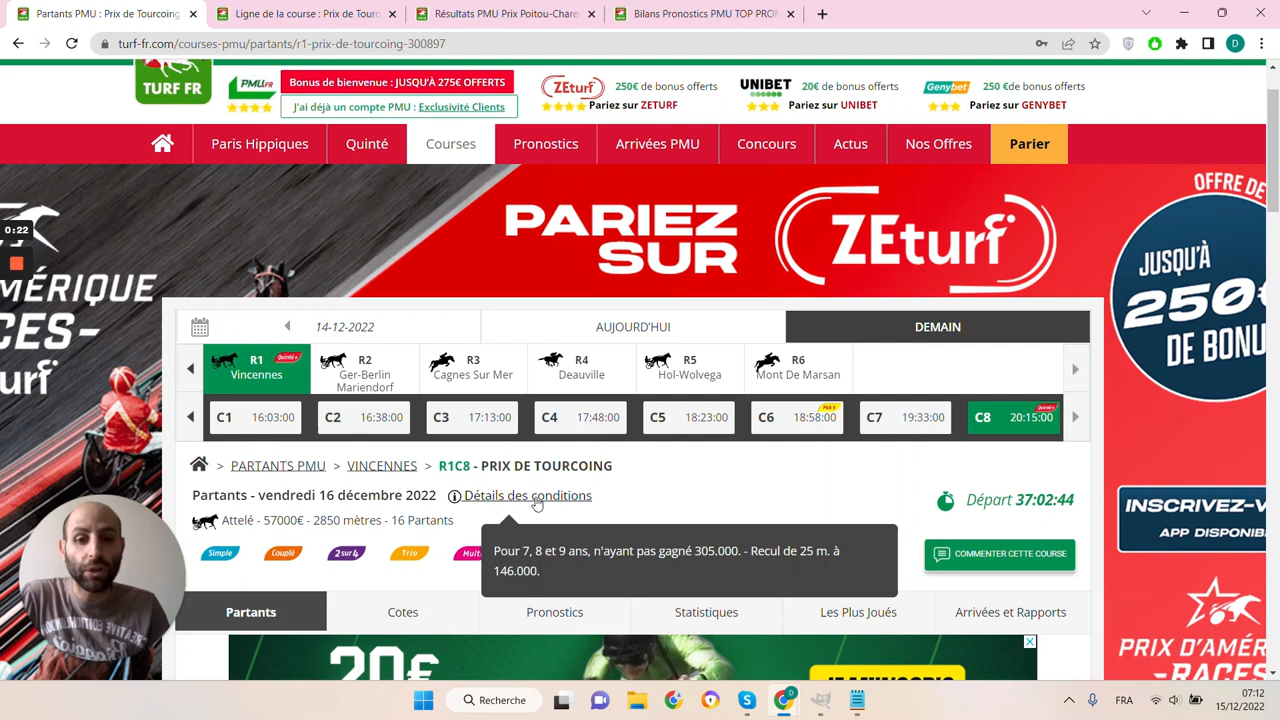 Partants PMU : Prix de Tourcoing
Ligne de la course : Prix de Tourc
Résultats PMU Prix Poitou-Chare
Bilans Pronostics PMU TOP PRON
turf-fr.com/courses-pmu/partants/r1-prix-de-tourcoing-300897
D
TURF FR
PMU.FR
Bonus de bienvenue : JUSQU'À 275€ OFFERTS
J'ai déjà un compte PMU : Exclusivité Clients
ZEturf
250€ de bonus offerts
Pariez sur ZETURF
UNIBET
20€ de bonus offerts
Pariez sur UNIBET
Genybet
250 €de bonus offerts
Pariez sur GENYBET
Paris Hippiques
Quinté
Courses
Pronostics
Arrivées PMU
Concours
Actus
Nos Offres
Parier
0:22
PARIEZ
SUR
ZEturf
OFFRE DE
JUSQU'À
250€
DE BONU
MÉRIQUE
ACES-
urf
14-12-2022
AUJOURD'HUI
DEMAIN
R1 Quinté+
Vincennes
R2
Ger-Berlin
Mariendorf
R3
Cagnes Sur Mer
R4
Deauville
R5
Hol-Wolvega
R6
Mont De Marsan
C1 16:03:00
C2 16:38:00
C3 17:13:00
C4 17:48:00
C5 18:23:00
C6 18:58:00
C7 19:33:00
C8 20:15:00 Quinté+
> PARTANTS PMU > VINCENNES > R1C8 - PRIX DE TOURCOING
Partants - vendredi 16 décembre 2022
Détails des conditions
Départ 37:02:44
Attelé - 57000€ - 2850 mètres - 16 Partants
Simple
Couplé
2sur4
Trio
Multi
Pour 7, 8 et 9 ans, n'ayant pas gagné 305.000. - Recul de 25 m. à
146.000.
COMMENTER CETTE COURSE
INSCRIVEZ-V
APP DISPONIB
Partants
Cotes
Pronostics
Statistiques
Les Plus Joués
Arrivées et Rapports
20€
JE M'INSCRIS
PRIX D'AMÉ
RACES
Recherche
FRA
07:12
15/12/2022